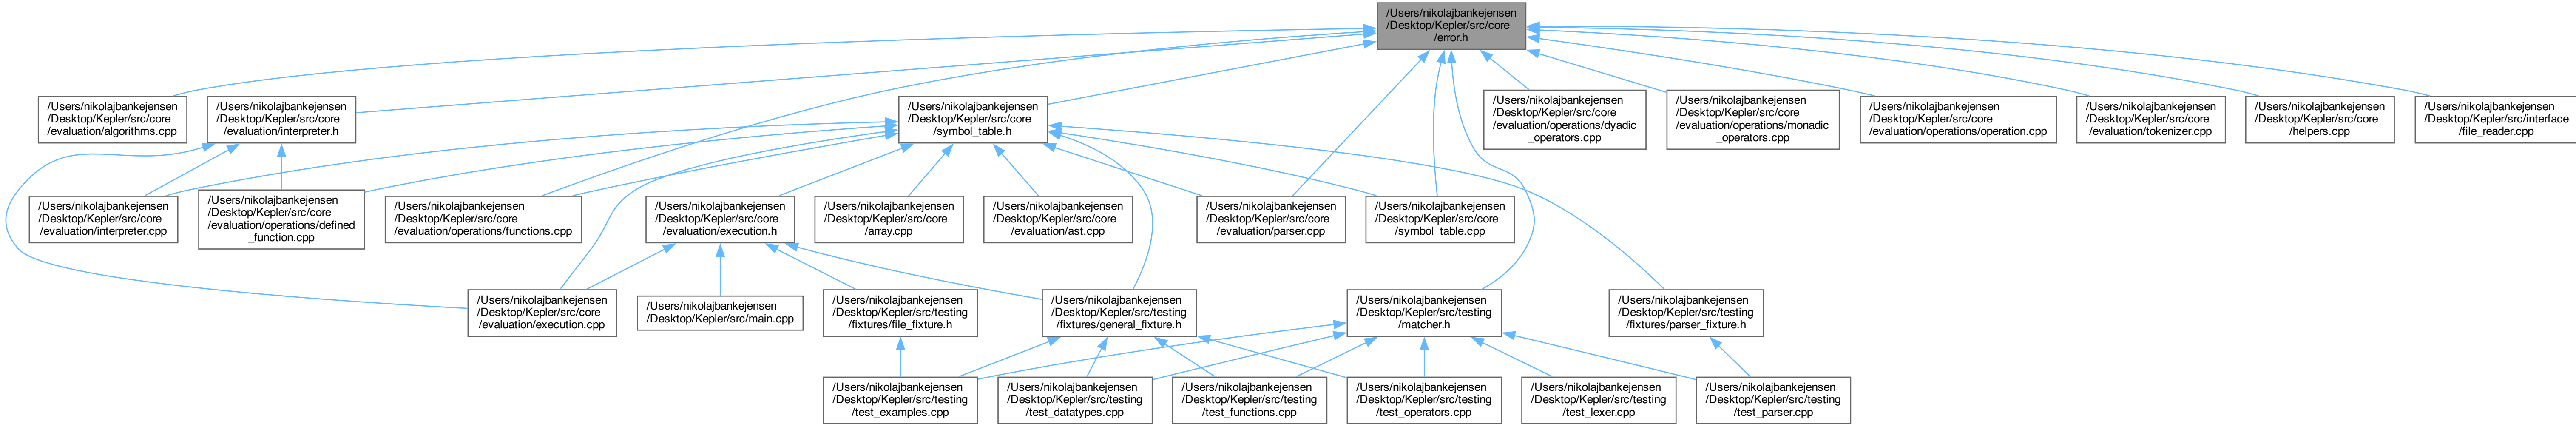 /Users/nikolajbankejensen
/Desktop/Kepler/src/core
/error.h
/Users/nikolajbankejensen
/Desktop/Kepler/src/core
evaluation/algorithms.cpp
/Users/nikolajbankejensen
/Desktop/Kepler/src/core
/evaluation/interpreter.h
/Users/nikolajbankejensen
/Desktop/Kepler/src/core
/symbol_table.h
/Users/nikolajbankejensen
/Desktop/Kepler/src/core
/evaluation/operations/dyadic
_operators.cpp
/Users/nikolajbankejensen
/Desktop/Kepler/src/core
/evaluation/operations/monadic
_operators.cpp
/Users/nikolajbankejensen
/Desktop/Kepler/src/core
/evaluation/operations/operation.cpp
/Users/nikolajbankejensen
/Desktop/Kepler/src/core
/evaluation/tokenizer.cpp
/Users/nikolajbankejensen
/Desktop/Kepler/src/core
/helpers.cpp
/Users/nikolajbankejensen
/Desktop/Kepler/src/interface
/file_reader.cpp
/Users/nikolajbankejensen
/Desktop/Kepler/src/core
/evaluation/interpreter.cpp
/Users/nikolajbankejensen
/Desktop/Kepler/src/core
/evaluation/operations/defined
_function.cpp
/Users/nikolajbankejensen
/Desktop/Kepler/src/core
/evaluation/operations/functions.cpp
/Users/nikolajbankejensen
/Desktop/Kepler/src/core
/evaluation/execution.h
/Users/nikolajbankejensen
/Desktop/Kepler/src/core
/array.cpp
/Users/nikolajbankejensen
/Desktop/Kepler/src/core
/evaluation/ast.cpp
/Users/nikolajbankejensen
/Desktop/Kepler/src/core
/evaluation/parser.cpp
/Users/nikolajbankejensen
/Desktop/Kepler/src/core
/symbol_table.cpp
/Users/nikolajbankejensen
/Desktop/Kepler/src/core
/evaluation/execution.cpp
/Users/nikolajbankejensen
/Desktop/Kepler/src/main.cpp
/Users/nikolajbankejensen
/Desktop/Kepler/src/testing
/fixtures/file_fixture.h
/Users/nikolajbankejensen
/Desktop/Kepler/src/testing
/fixtures/general_fixture.h
/Users/nikolajbankejensen
/Desktop/Kepler/src/testing
/matcher.h
/Users/nikolajbankejensen
/Desktop/Kepler/src/testing
/fixtures/parser_fixture.h
/Users/nikolajbankejensen
/Desktop/Kepler/src/testing
/test_examples.cpp
/Users/nikolajbankejensen
/Desktop/Kepler/src/testing
/test_datatypes.cpp
/Users/nikolajbankejensen
/Desktop/Kepler/src/testing
/test_functions.cpp
/Users/nikolajbankejensen
/Desktop/Kepler/src/testing
/test_operators.cpp
/Users/nikolajbankejensen
/Desktop/Kepler/src/testing
/test_lexer.cpp
/Users/nikolajbankejensen
/Desktop/Kepler/src/testing
/test_parser.cpp